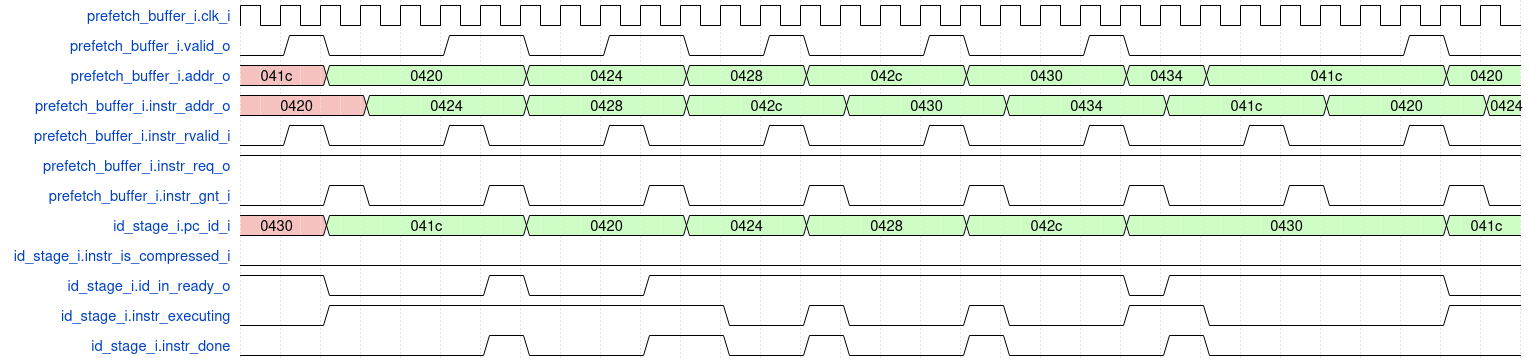 prefetch_buffer_i.clk_i
prefetch_buffer_i.valid_o
prefetch_buffer_i.addr_o 041c 0420 0424 0428 042c 0430 0434 041c 0420
prefetch_buffer_i.instr_addr_o 0420 0424 0428 042c 0430 0434 041c 0420 0424
prefetch_buffer_i.instr_rvalid_i
prefetch_buffer_i.instr_req_o
prefetch_buffer_i.instr_gnt_i
id_stage_i.pc_id_i 0430 041c 0420 0424 0428 042c 0430 041c
id_stage_i.instr_is_compressed_i
id_stage_i.id_in_ready_o
id_stage_i.instr_executing
id_stage_i.instr_done